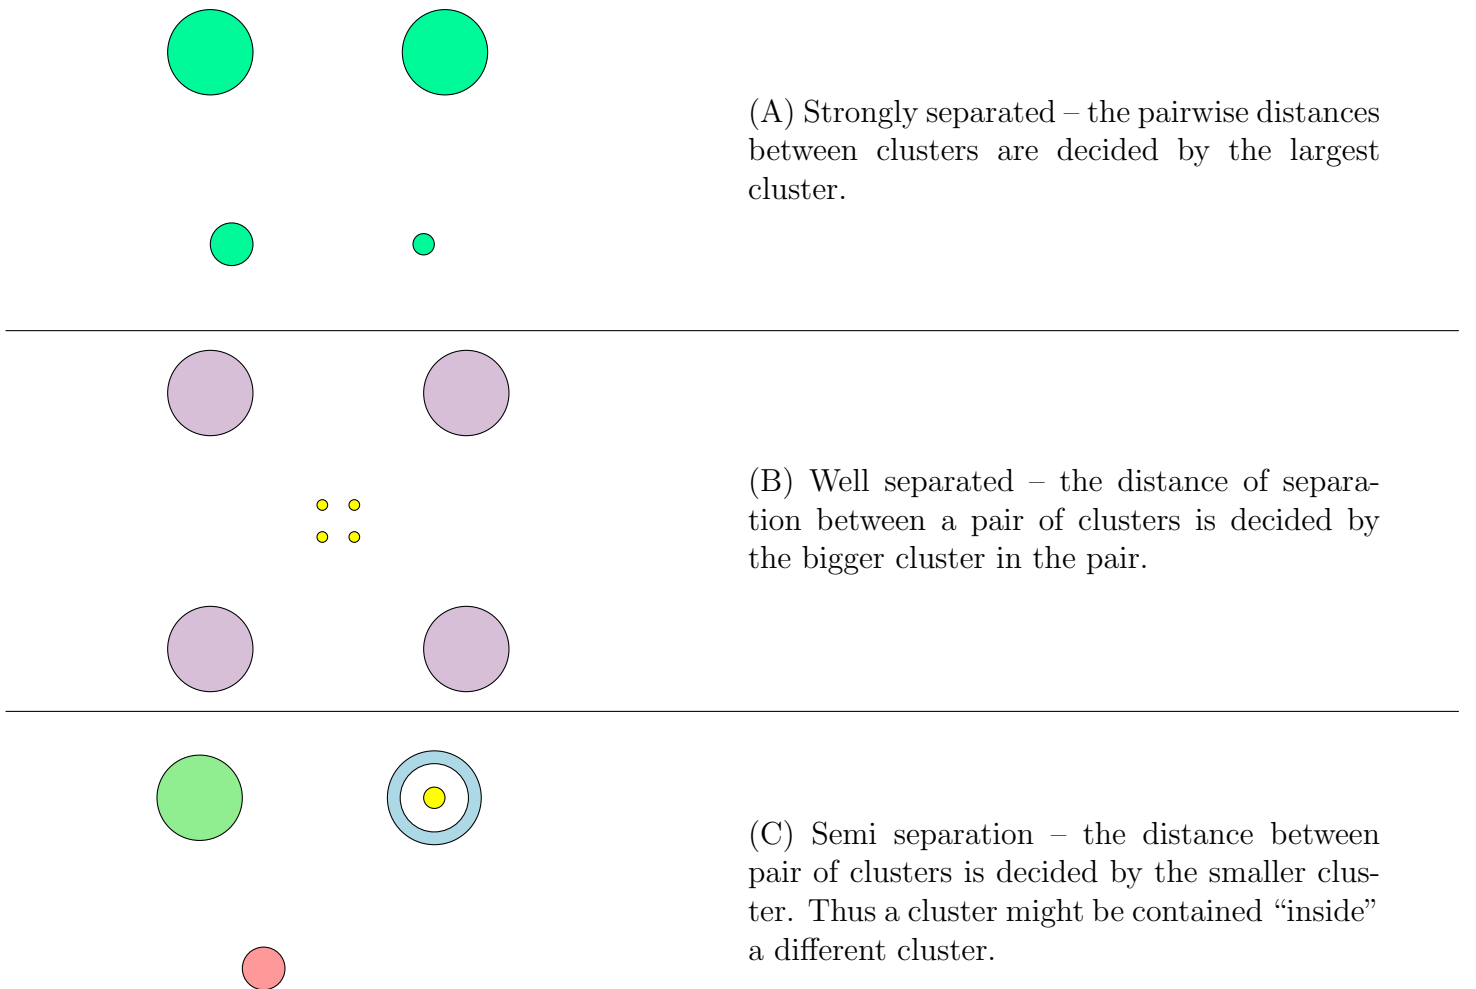 (A) Strongly separated – the pairwise distances
between clusters are decided by the largest
cluster.
(B) Well separated – the distance of separa-
tion between a pair of clusters is decided by
the bigger cluster in the pair.
(C) Semi separation – the distance between
pair of clusters is decided by the smaller clus-
ter. Thus a cluster might be contained “inside”
a different cluster.